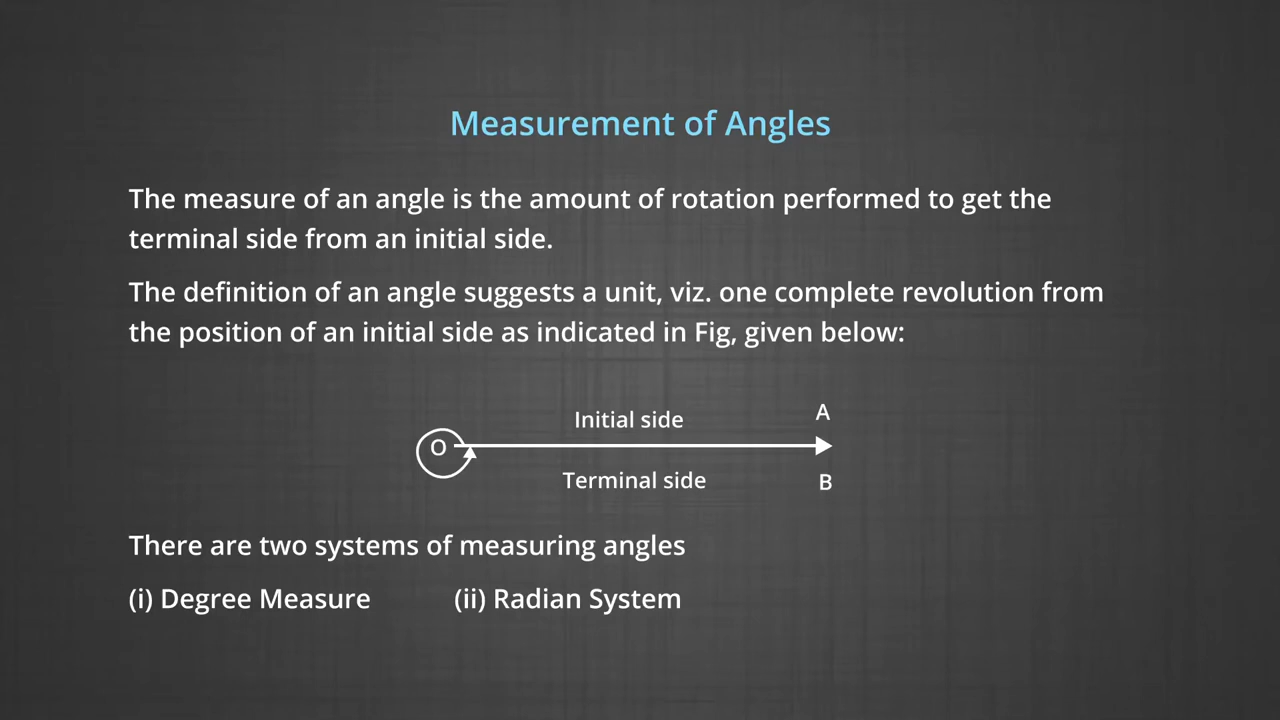 Measurement of Angles
The measure of an angle is the amount of rotation performed to get the
terminal side from an initial side.
The definition of an angle suggests a unit, viz. one complete revolution from
the position of an initial side as indicated in Fig, given below:
A
Initial side
O
Terminal side
B
There are two systems of measuring angles
(i) Degree Measure (ii) Radian System